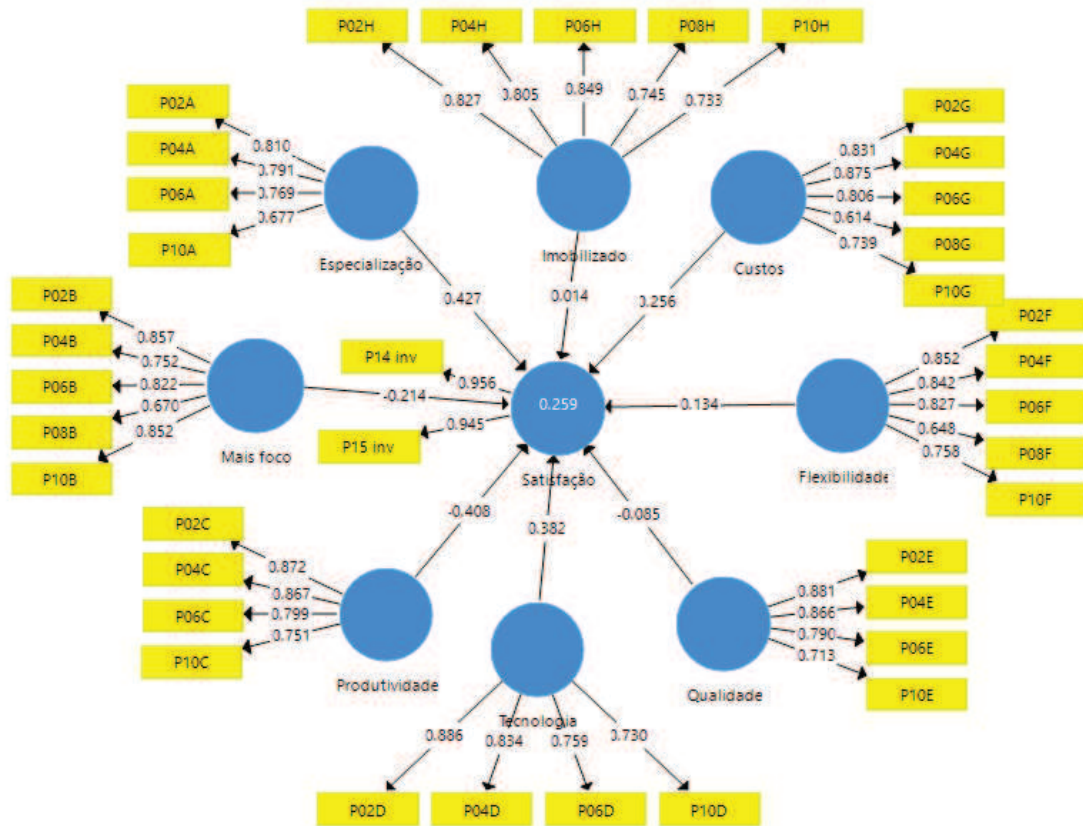 P02H P04H P06H P08H P10H
0.827 0.805 0.849 0.745 0.733
Imobilizado
0.014
P02A
P04A
P06A
P10A
0.810
0.791
0.769
0.677
Especialização
0.427
P02G
P04G
P06G
P08G
P10G
0.831
0.875
0.806
0.614
0.739
Custos
0.256
P02B
P04B
P06B
P08B
P10B
0.857
0.752
0.822
0.670
0.852
Mais foco
-0.214
P14 inv
P15 inv
0.956
0.945
0.259
Satisfação
P02F
P04F
P06F
P08F
P10F
0.852
0.842
0.827
0.648
0.758
Flexibilidade
0.134
P02C
P04C
P06C
P10C
0.872
0.867
0.799
0.751
Produtividade
-0.408
0.382
Tecnologia
0.886 0.834 0.759 0.730
P02D P04D P06D P10D
-0.085
Qualidade
0.881
0.866
0.790
0.713
P02E
P04E
P06E
P10E